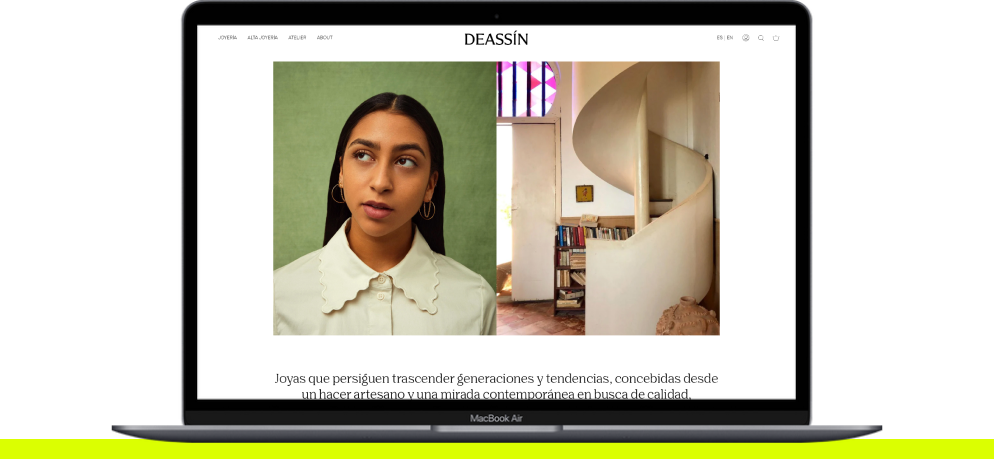 JOYERÍA ALTA JOYERÍA ATELIER ABOUT DEASSÍN ES | EN
Joyas que persiguen trascender generaciones y tendencias, concebidas desde
un hacer artesano y una mirada contemporánea en busca de calidad.
MacBook Air